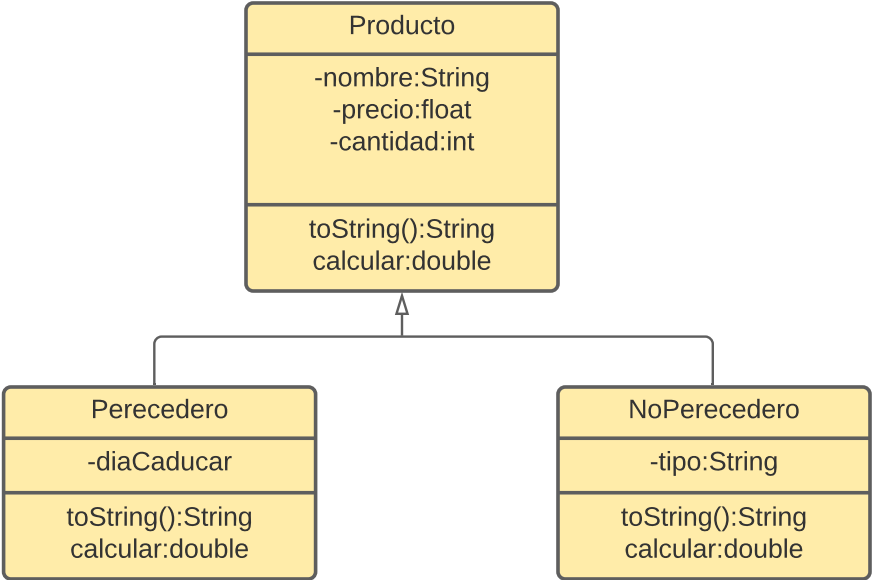 Producto
-nombre:String
-precio:float
-cantidad:int
toString():String
calcular:double
Perecedero
-diaCaducar
toString():String
calcular:double
NoPerecedero
-tipo:String
toString():String
calcular:double